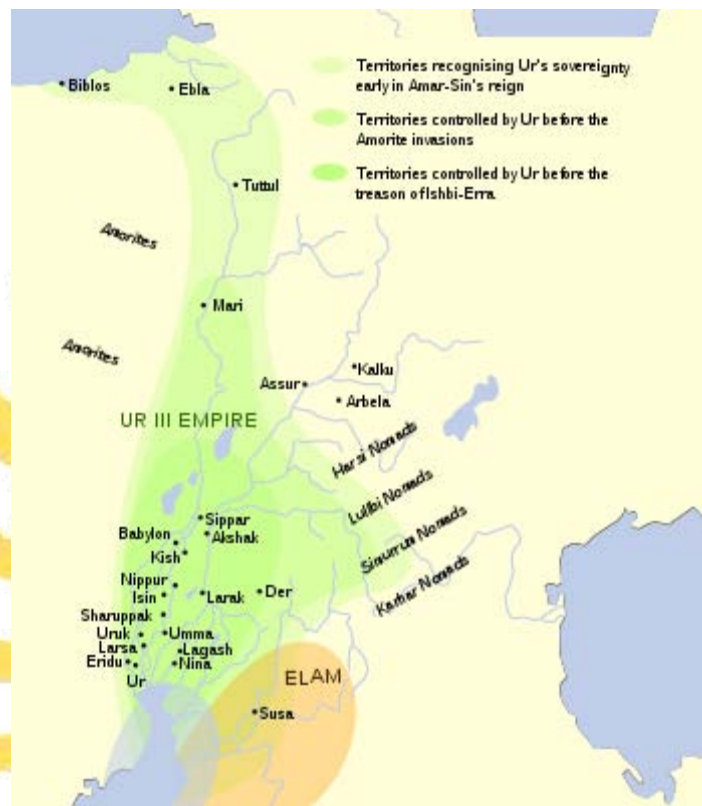 Territories recognising Ur's sovereignty
early in Amar-Sin's reign
Territories controlled by Ur before the
Amorite invasions
Territories controlled by Ur before the
treason of Ishbi-Erra
Biblos
Ebla
Tuttul
Amorites
Mari
Amorites
Kalku
Assur
Arbela
UR III EMPIRE
Harsi Nomads
Lullbi Nomads
Simurrum Nomads
Karhar Nomads
Sippar
Babylon
Akshak
Kish
Nippur
Isin
Larak
Der
Sharuppak
Uruk
Umma
Larsa
Lagash
Eridu
Nina
Ur
ELAM
Susa